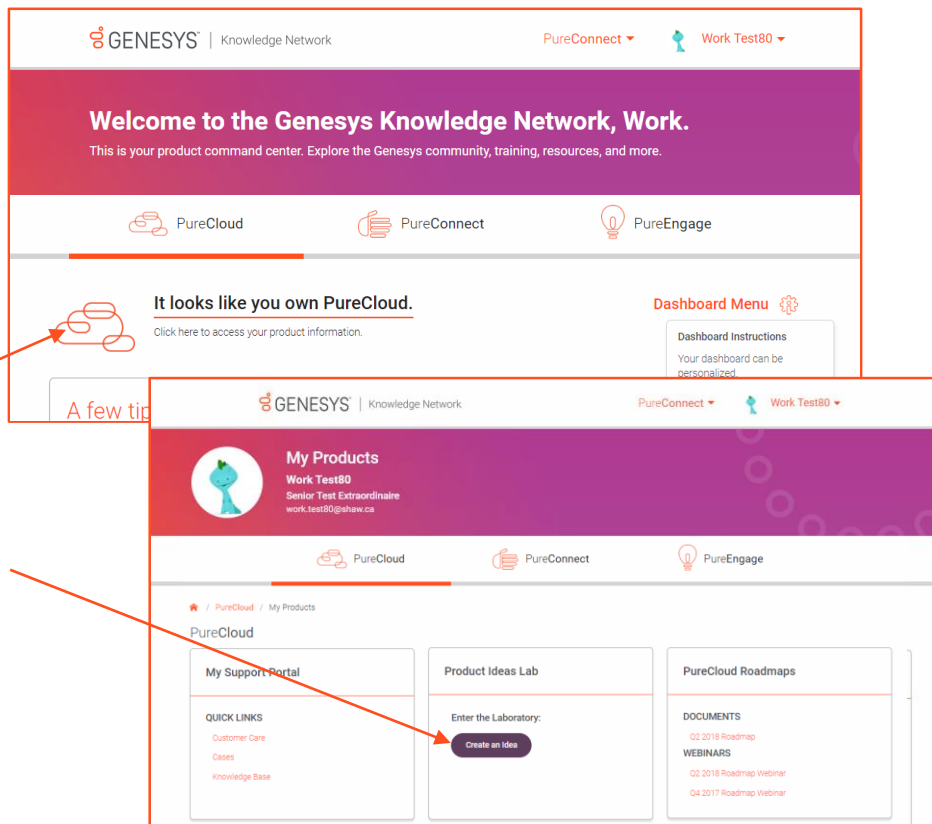 GENESYS™ | Knowledge Network
PureConnect
Work Test80
Welcome to the Genesys Knowledge Network, Work.
This is your product command center. Explore the Genesys community, training, resources, and more.
PureCloud
PureConnect
PureEngage
It looks like you own PureCloud.
Click here to access your product information.
Dashboard Menu
Dashboard Instructions
Your dashboard can be
personalized.
A few tip
GENESYS™ | Knowledge Network
PureConnect
Work Test80
My Products
Work Test80
Senior Test Extraordinaire
work.test80@shaw.ca
PureCloud
PureConnect
PureEngage
/ PureCloud / My Products
PureCloud
My Support Portal
QUICK LINKS
Customer Care
Cases
Knowledge Base
Product Ideas Lab
Enter the Laboratory:
Create an Idea
PureCloud Roadmaps
DOCUMENTS
Q2 2018 Roadmap
WEBINARS
Q2 2018 Roadmap Webinar
Q4 2017 Roadmap Webinar